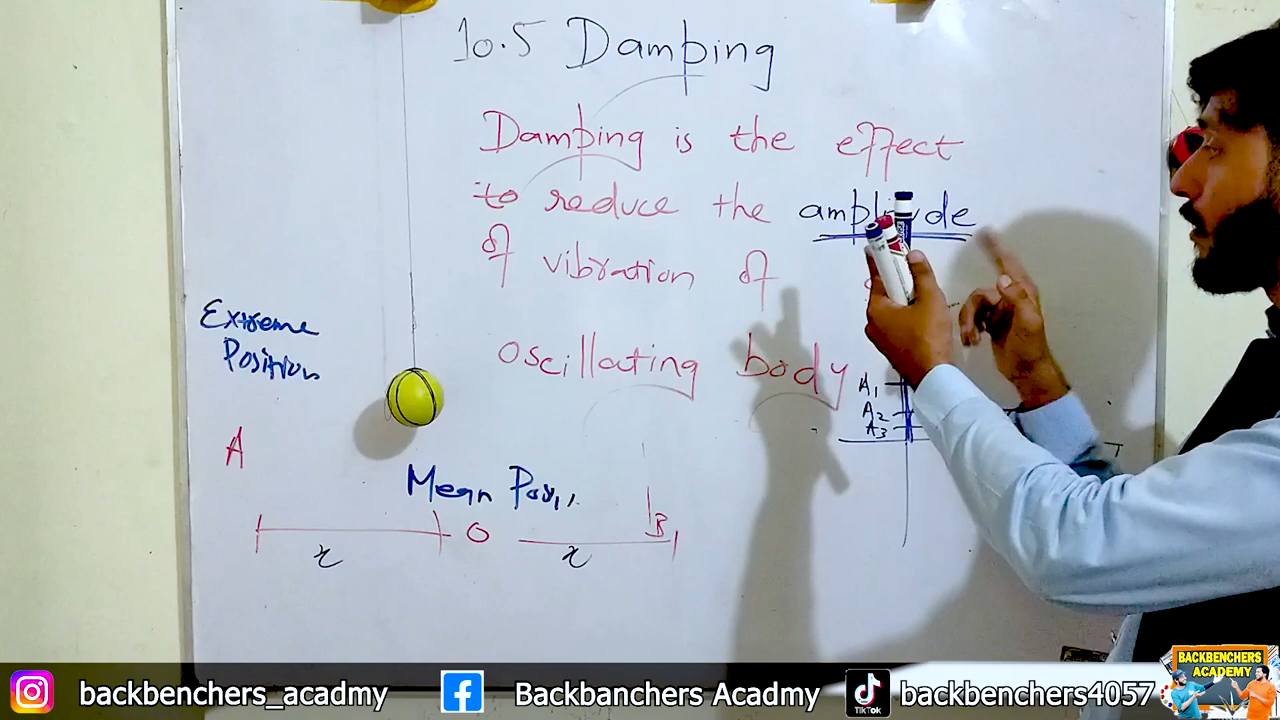 10.5 Damping
Damping is the effect
to reduce the amplitude
of vibration of
oscillating body
Extreme
Position
A1
A2
A3
A
Mean
O
B
x
x
T
backbenchers_acadmy
Backbanchers Acadmy
TikTok
backbenchers4057
BACKBENCHERS
ACADEMY